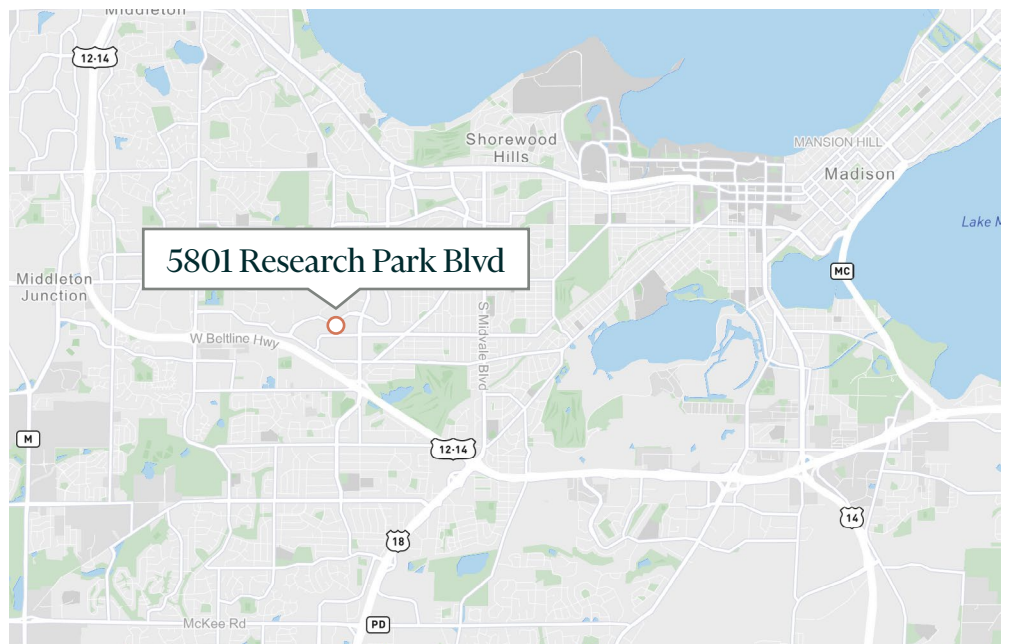 Middleton
12·14
Shorewood
Hills
MANSION HILL
Madison
Lake M
5801 Research Park Blvd
Middleton
Junction
MC
W Beltline Hwy
S Midvale Blvd
M
12·14
18
14
McKee Rd
PD